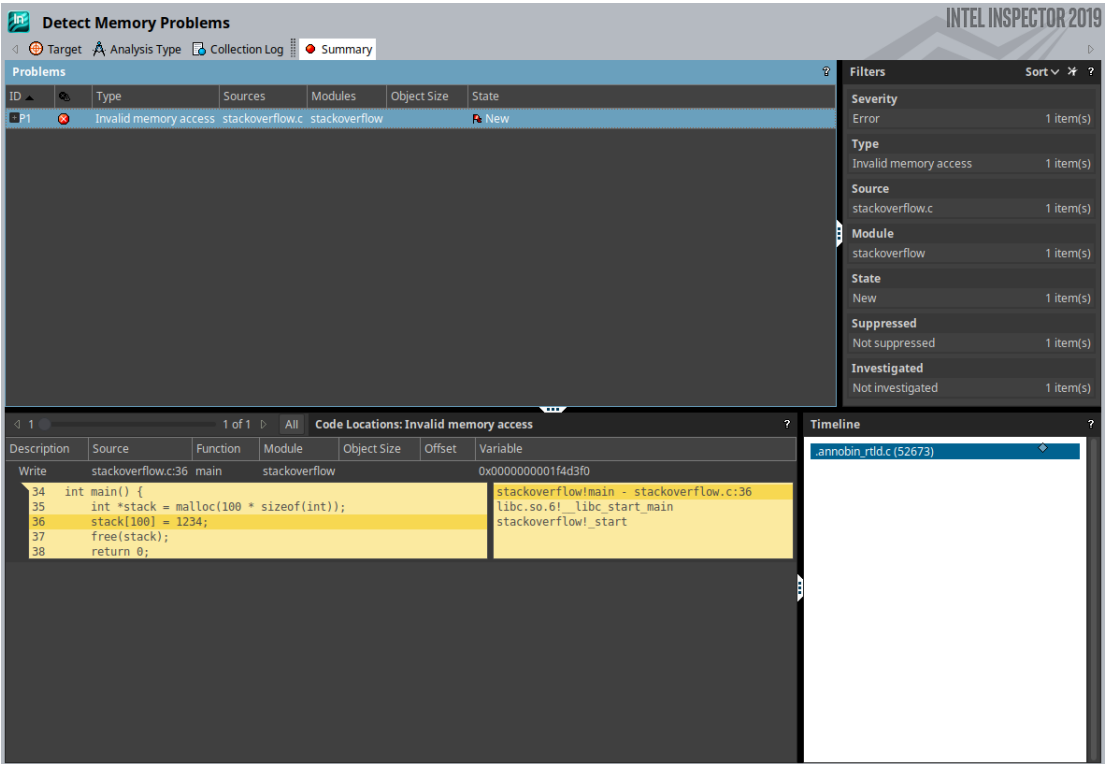 Detect Memory Problems
INTEL INSPECTOR 2019
Target Analysis Type Collection Log Summary
Problems ?
ID Type Sources Modules Object Size State
P1 Invalid memory access stackoverflow.c stackoverflow New
Filters Sort ?
Severity
Error 1 item(s)
Type
Invalid memory access 1 item(s)
Source
stackoverflow.c 1 item(s)
Module
stackoverflow 1 item(s)
State
New 1 item(s)
Suppressed
Not suppressed 1 item(s)
Investigated
Not investigated 1 item(s)
1 1 of 1 All Code Locations: Invalid memory access ?
Description Source Function Module Object Size Offset Variable
Write stackoverflow.c:36 main stackoverflow 0x0000000001f4d3f0
34 int main() {
35 int *stack = malloc(100 * sizeof(int));
36 stack[100] = 1234;
37 free(stack);
38 return 0;
stackoverflow!main - stackoverflow.c:36
libc.so.6!__libc_start_main
stackoverflow!_start
Timeline ?
.annobin_rtld.c (52673)